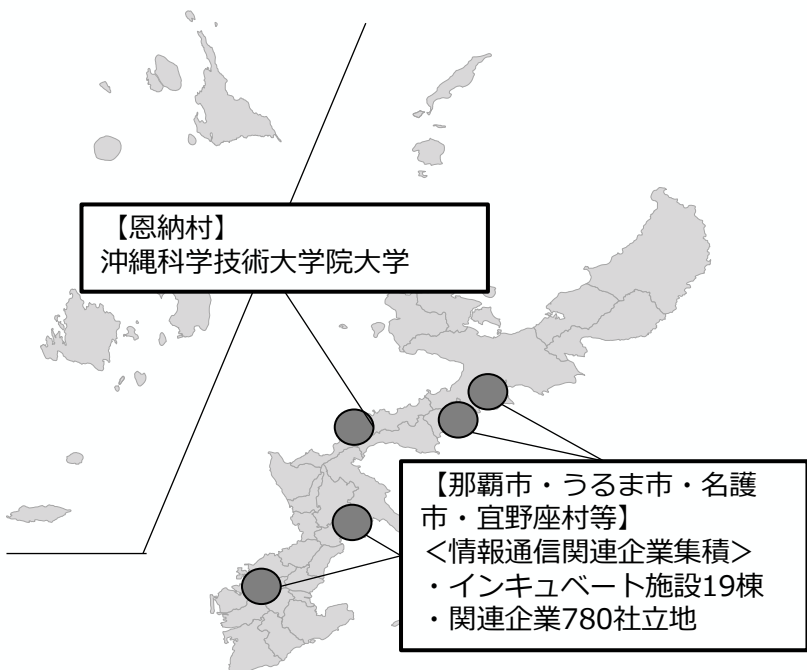 【恩納村】
沖縄科学技術大学院大学
【那覇市・うるま市・名護
市・宜野座村等】
＜情報通信関連企業集積＞
・インキュベート施設19棟
・関連企業780社立地